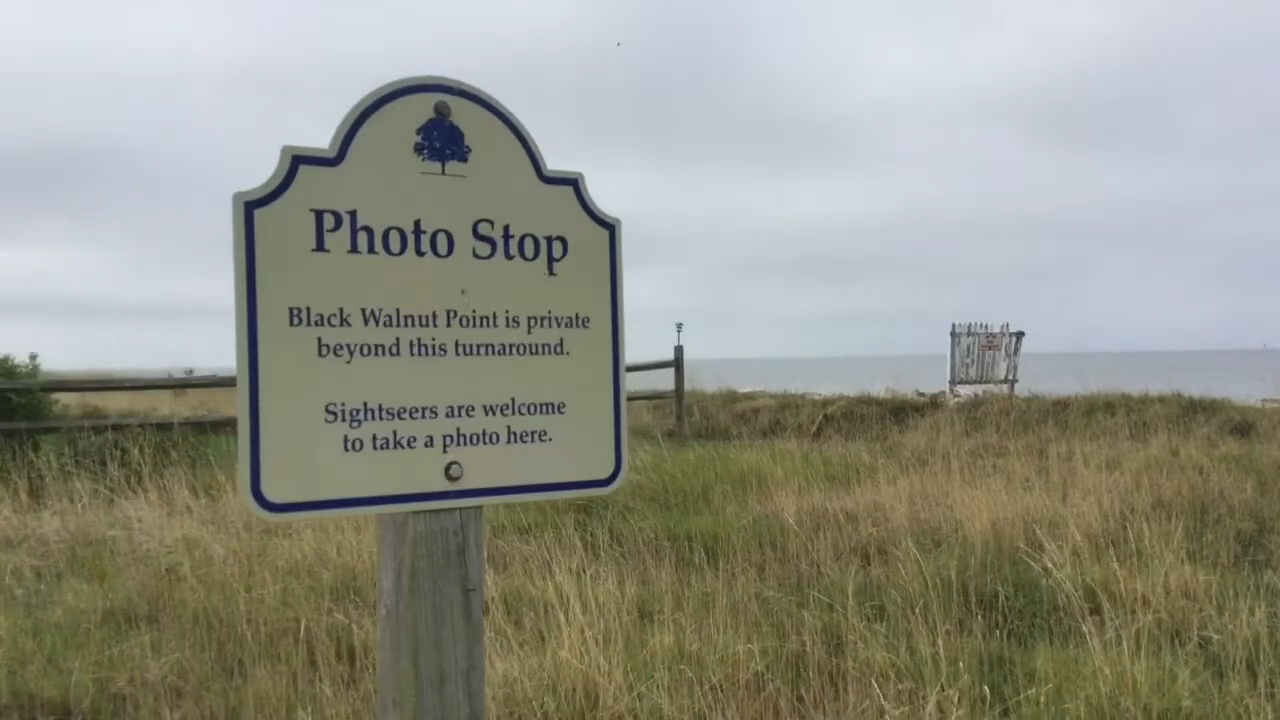 Photo Stop
Black Walnut Point is private
beyond this turnaround.
Sightseers are welcome
to take a photo here.